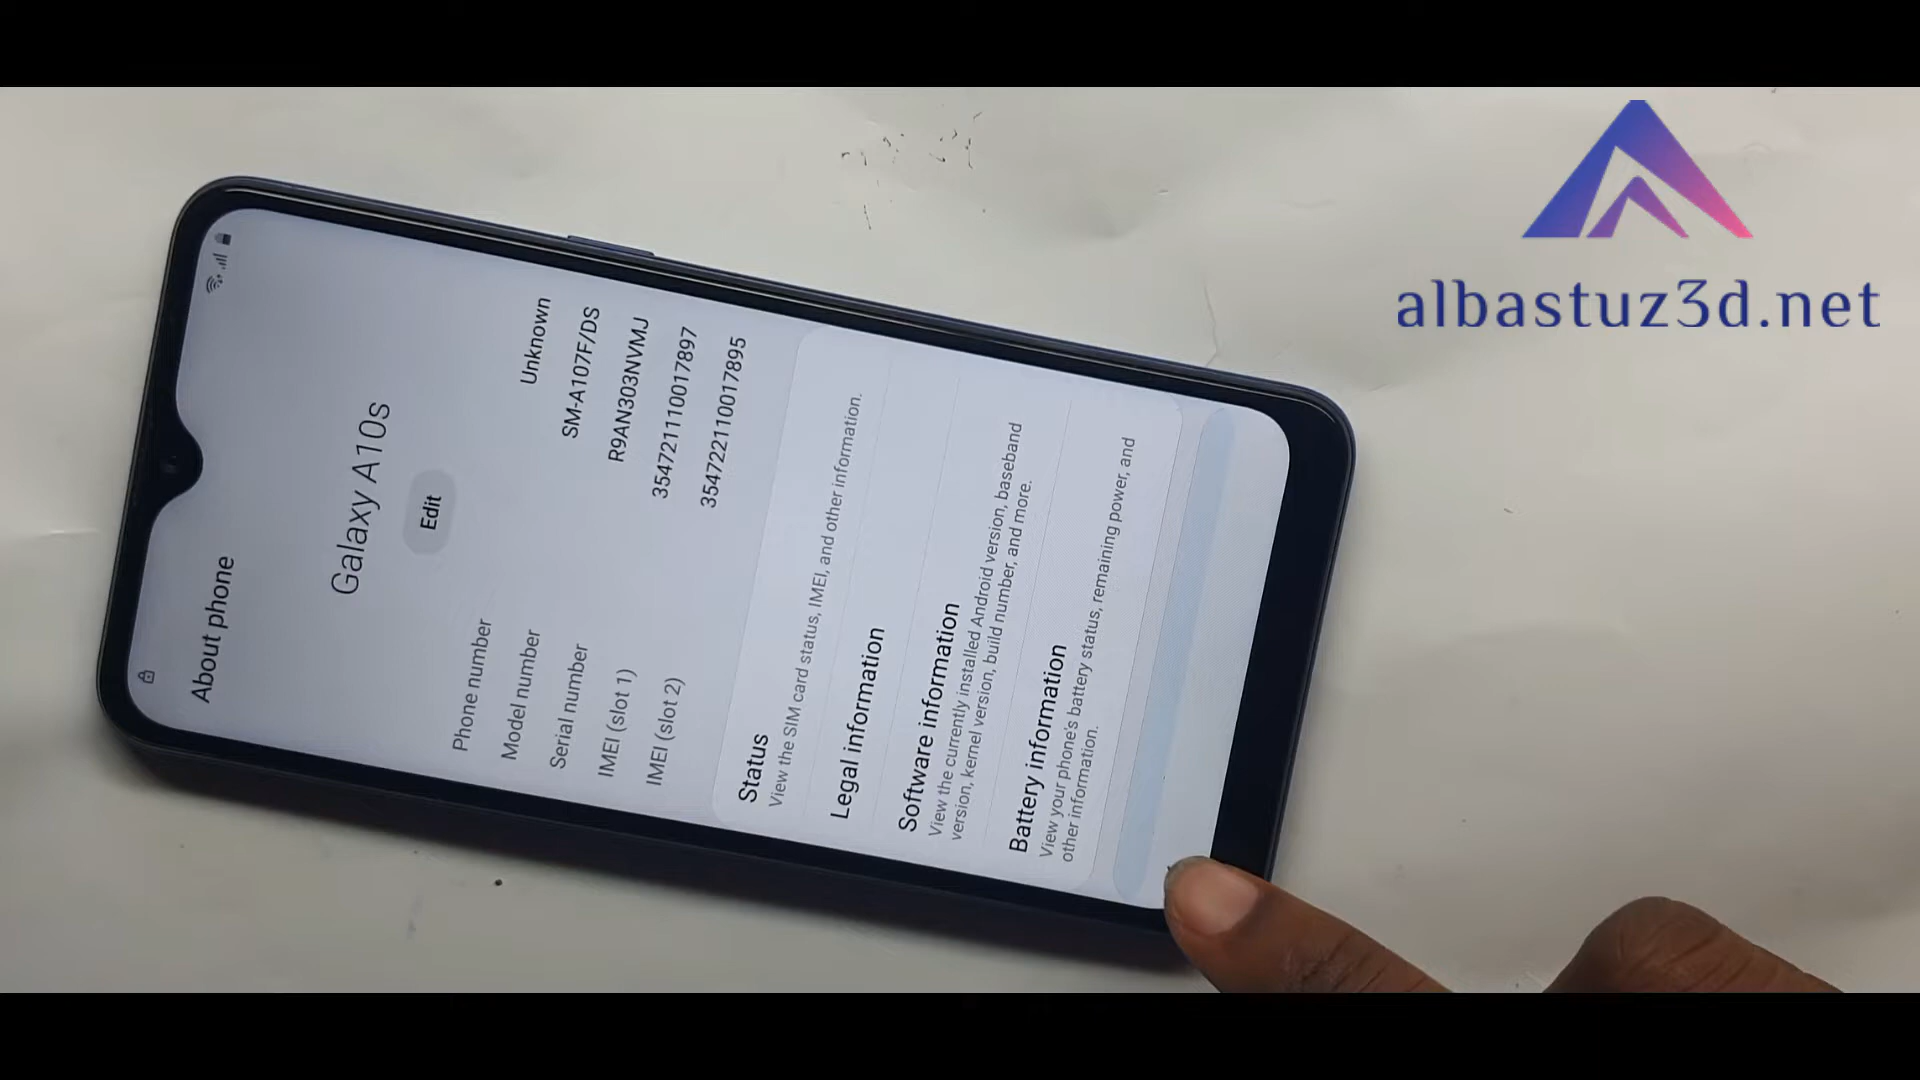 About phone
Galaxy A10s
Edit
Phone number Unknown
Model number SM-A107F/DS
Serial number R9AN303NVMJ
IMEI (slot 1) 354721110017897
IMEI (slot 2) 354722110017895
Status
View the SIM card status, IMEI, and other information.
Legal information
Software information
View the currently installed Android version, baseband
version, kernel version, build number, and more.
Battery information
View your phone's battery status, remaining power, and
other information.
albastuz3d.net